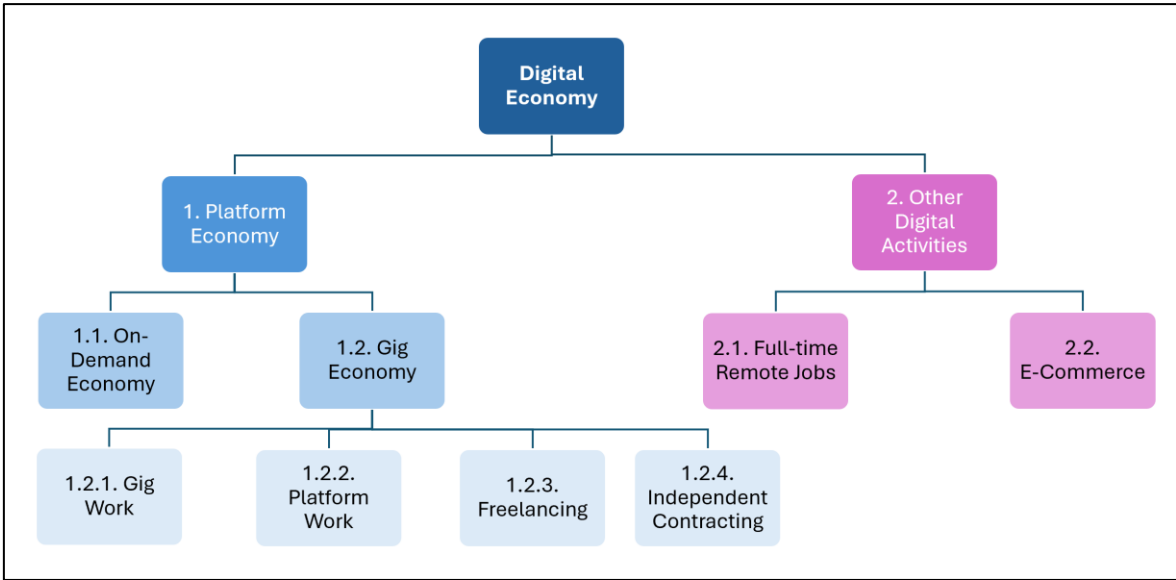 Digital
Economy
1. Platform
Economy
2. Other
Digital
Activities
1.1. On-
Demand
Economy
1.2. Gig
Economy
2.1. Full-time
Remote Jobs
2.2.
E-Commerce
1.2.1. Gig
Work
1.2.2.
Platform
Work
1.2.3.
Freelancing
1.2.4.
Independent
Contracting